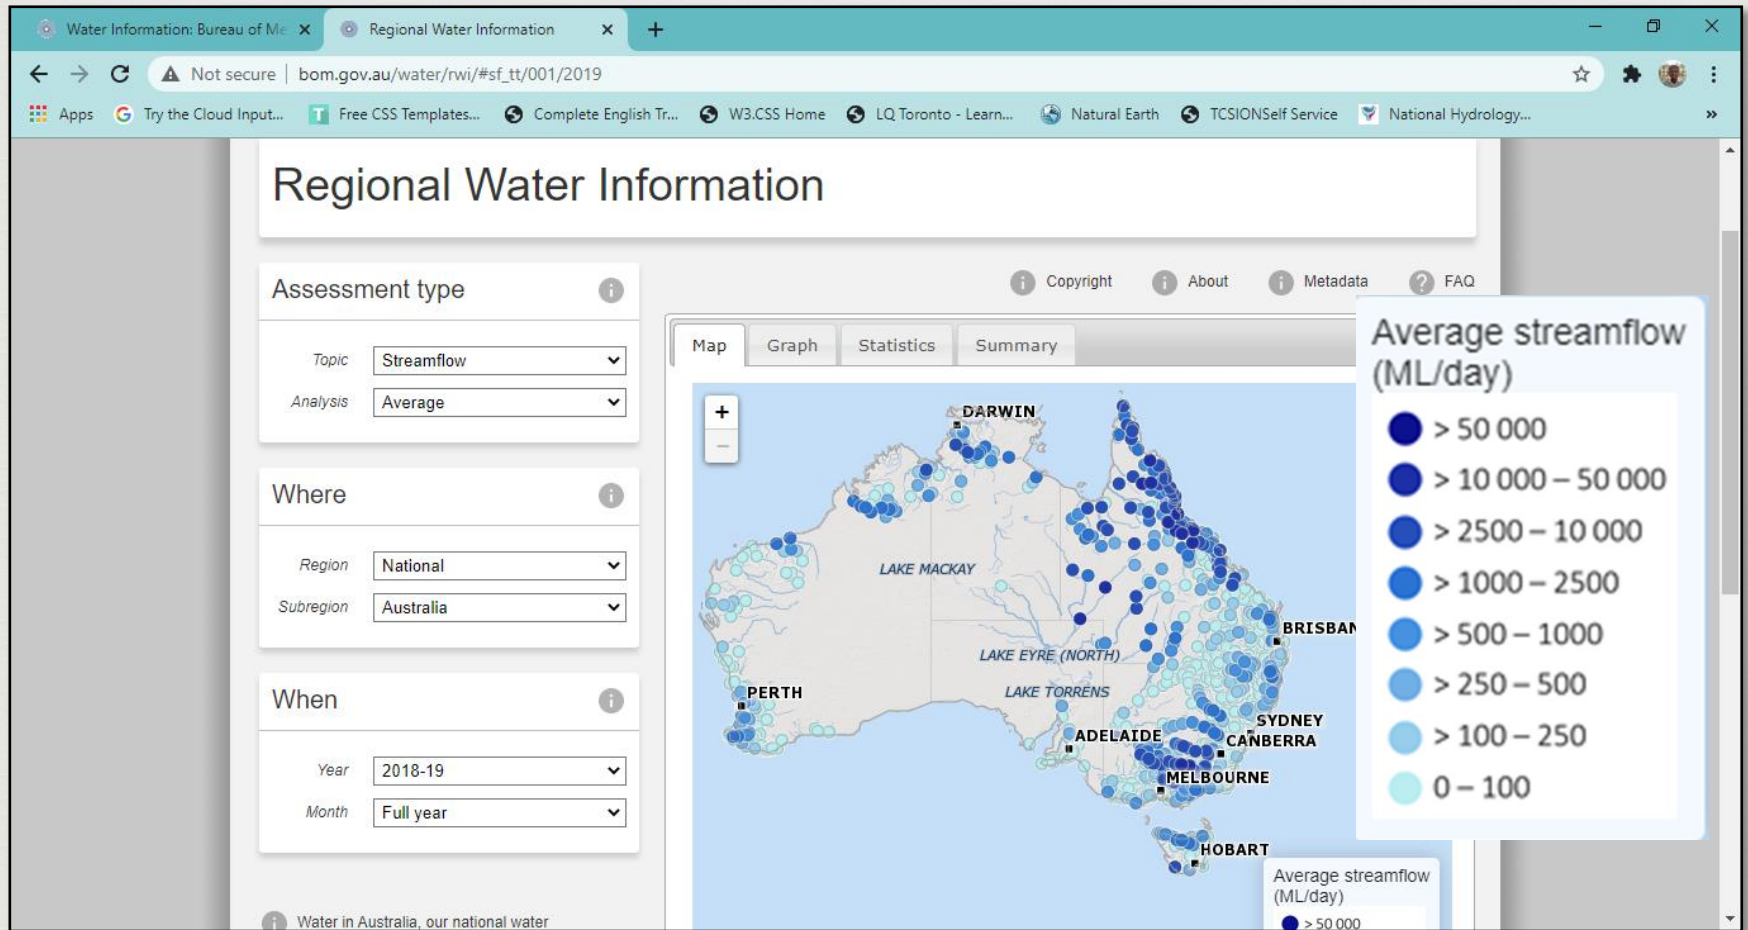 Water Information: Bureau of Me
Regional Water Information
Not secure | bom.gov.au/water/rwi/#sf_tt/001/2019
Apps
Try the Cloud Input...
Free CSS Templates...
Complete English Tr...
W3.CSS Home
LQ Toronto - Learn...
Natural Earth
TCSIONSelf Service
National Hydrology...
Regional Water Information
Copyright
About
Metadata
FAQ
Assessment type
Topic Streamflow
Analysis Average
Where
Region National
Subregion Australia
When
Year 2018-19
Month Full year
Water in Australia, our national water
Map
Graph
Statistics
Summary
+
−
DARWIN
LAKE MACKAY
BRISBAN
LAKE EYRE (NORTH)
LAKE TORRENS
PERTH
SYDNEY
ADELAIDE
CANBERRA
MELBOURNE
HOBART
Average streamflow
(ML/day)
> 50 000
Average streamflow
(ML/day)
> 50 000
> 10 000 – 50 000
> 2500 – 10 000
> 1000 – 2500
> 500 – 1000
> 250 – 500
> 100 – 250
0 – 100